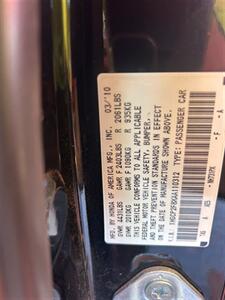 MFD. BY HONDA OF AMERICA MFG., INC. 03/10
GVWR 4431LBS GAWR F 2403LBS R 2061LBS
GVWR 2010KG GAWR F 1090KG R 935KG
THIS VEHICLE CONFORMS TO ALL APPLICABLE
FEDERAL MOTOR VEHICLE SAFETY, BUMPER,
AND THEFT PREVENTION STANDARDS IN EFFECT
ON THE DATE OF MANUFACTURE SHOWN ABOVE.
V.I.N. TYPE: PASSENGER CAR
F - A